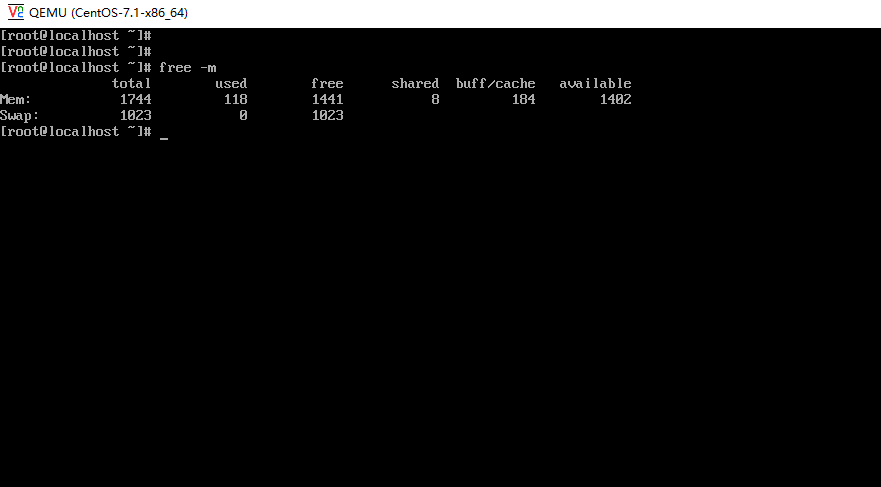 QEMU (CentOS-7.1-x86_64)
[root@localhost ~]#
[root@localhost ~]#
[root@localhost ~]# free -m
              total        used        free      shared  buff/cache   available
Mem:           1744         118        1441           8         184        1402
Swap:          1023           0        1023
[root@localhost ~]# _